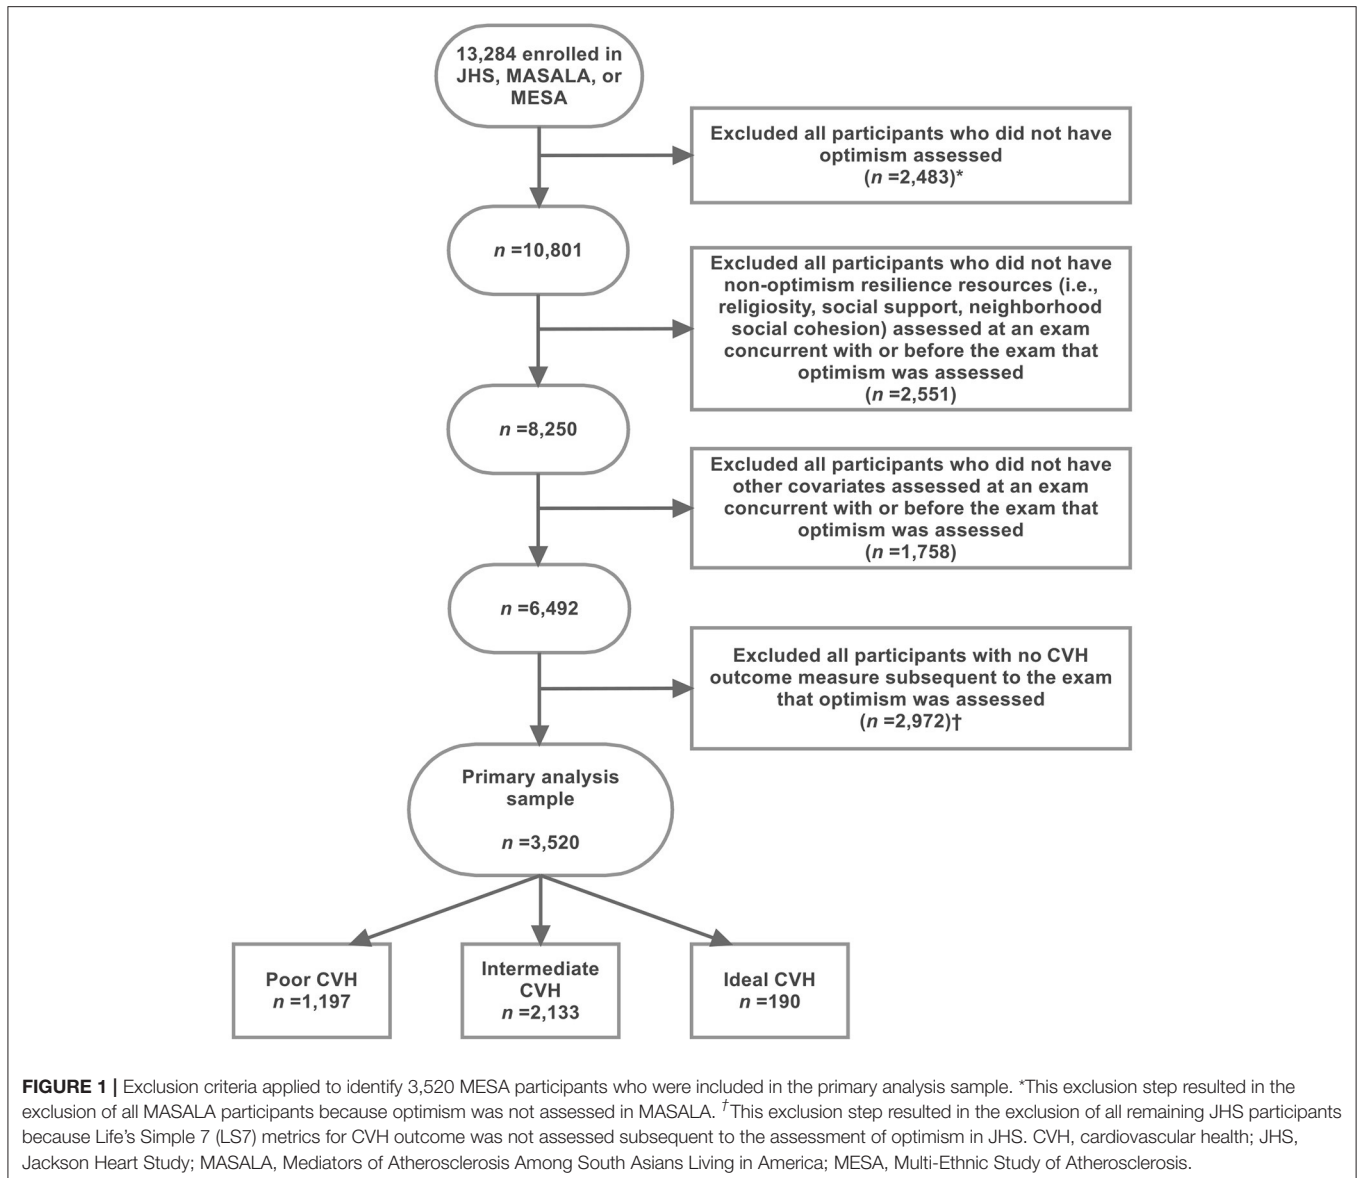 13,284 enrolled in
JHS, MASALA, or
MESA
Excluded all participants who did not have
optimism assessed
(n =2,483)*
n =10,801
Excluded all participants who did not have
non-optimism resilience resources (i.e.,
religiosity, social support, neighborhood
social cohesion) assessed at an exam
concurrent with or before the exam that
optimism was assessed
(n =2,551)
n =8,250
Excluded all participants who did not have
other covariates assessed at an exam
concurrent with or before the exam that
optimism was assessed
(n =1,758)
n =6,492
Excluded all participants with no CVH
outcome measure subsequent to the exam
that optimism was assessed
(n =2,972)†
Primary analysis
sample
n =3,520
Poor CVH
n =1,197
Intermediate
CVH
n =2,133
Ideal CVH
n =190
FIGURE 1 | Exclusion criteria applied to identify 3,520 MESA participants who were included in the primary analysis sample. *This exclusion step resulted in the
exclusion of all MASALA participants because optimism was not assessed in MASALA. †This exclusion step resulted in the exclusion of all remaining JHS participants
because Life's Simple 7 (LS7) metrics for CVH outcome was not assessed subsequent to the assessment of optimism in JHS. CVH, cardiovascular health; JHS,
Jackson Heart Study; MASALA, Mediators of Atherosclerosis Among South Asians Living in America; MESA, Multi-Ethnic Study of Atherosclerosis.